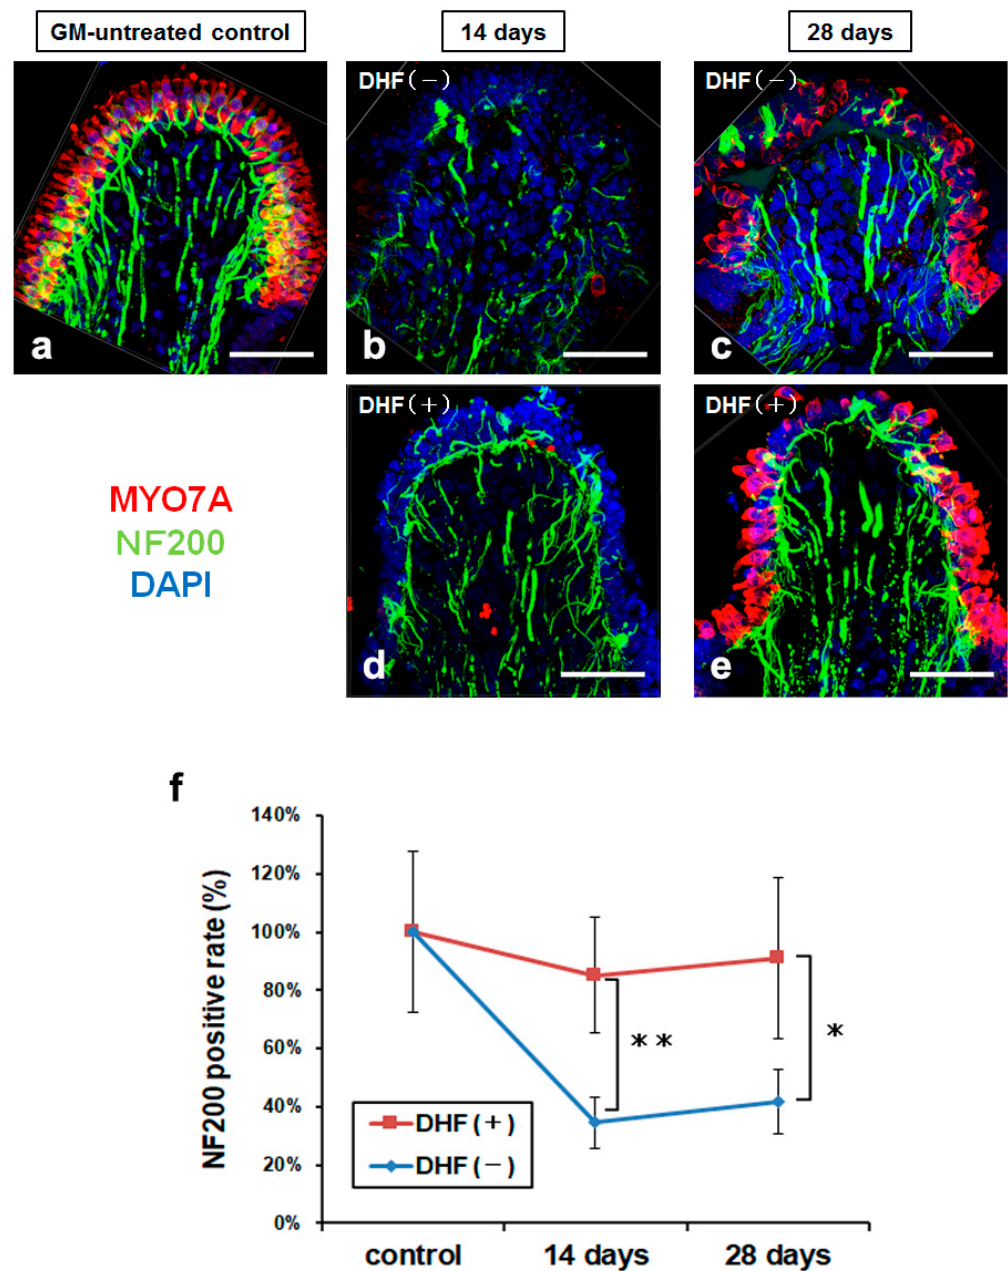 GM-untreated control
14 days
28 days
DHF(－)
DHF(－)
a
b
c
DHF(+)
DHF(+)
MYO7A
NF200
DAPI
d
e
f
NF200 positive rate (%)
140%
120%
100%
80%
60%
40%
20%
0%
**
*
DHF(+)
DHF(－)
control
14 days
28 days